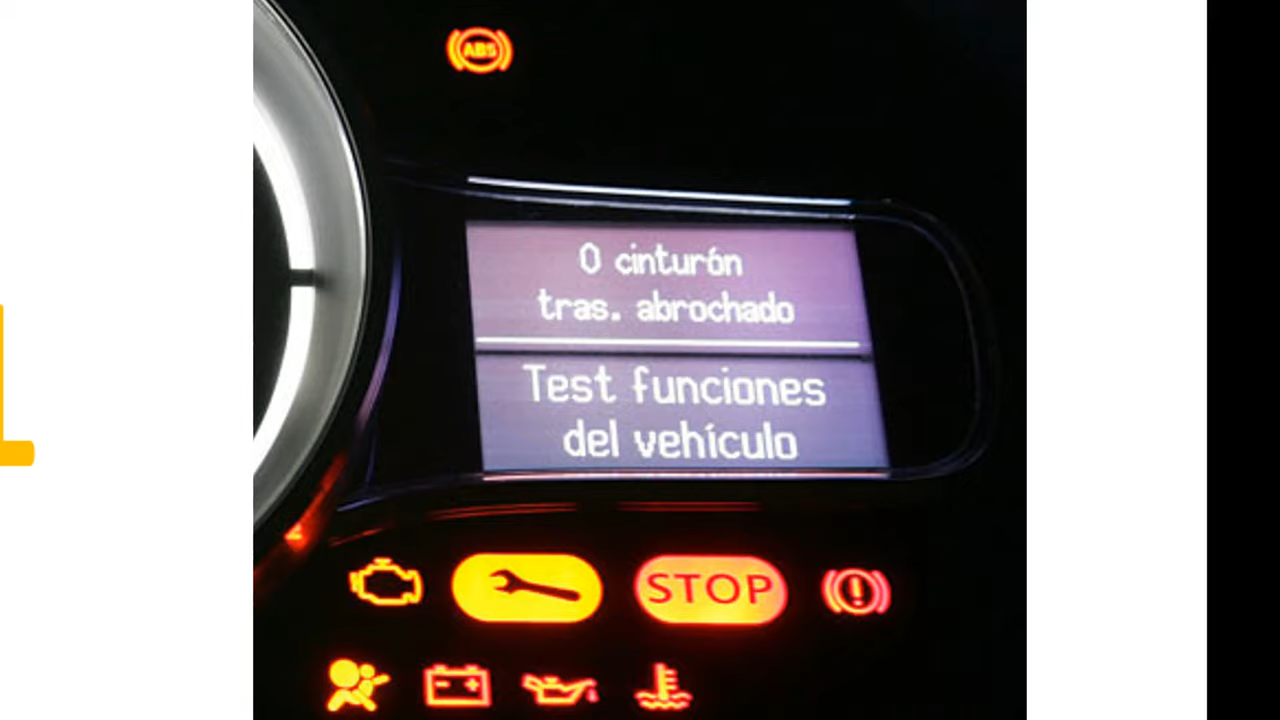 ABS
0 cinturón
tras. abrochado
Test funciones
del vehículo
STOP